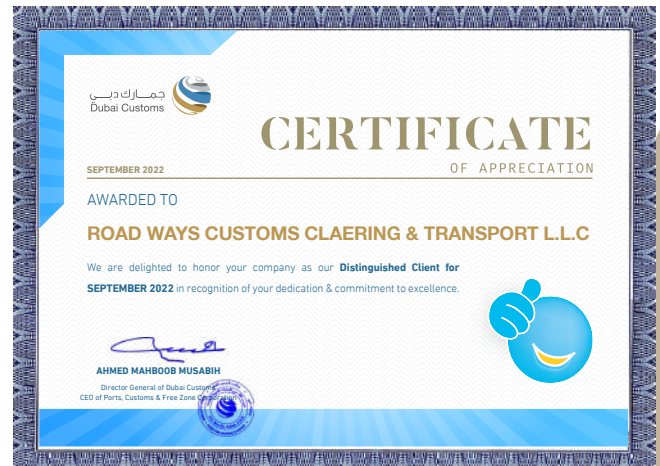 جمـــارك دبـــي
Dubai Customs
CERTIFICATE
OF APPRECIATION
SEPTEMBER 2022
AWARDED TO
ROAD WAYS CUSTOMS CLAERING & TRANSPORT L.L.C
We are delighted to honor your company as our Distinguished Client for
SEPTEMBER 2022 in recognition of your dedication & commitment to excellence.
AHMED MAHBOOB MUSABIH
Director General of Dubai Customs
CEO of Ports, Customs & Free Zone Corporation